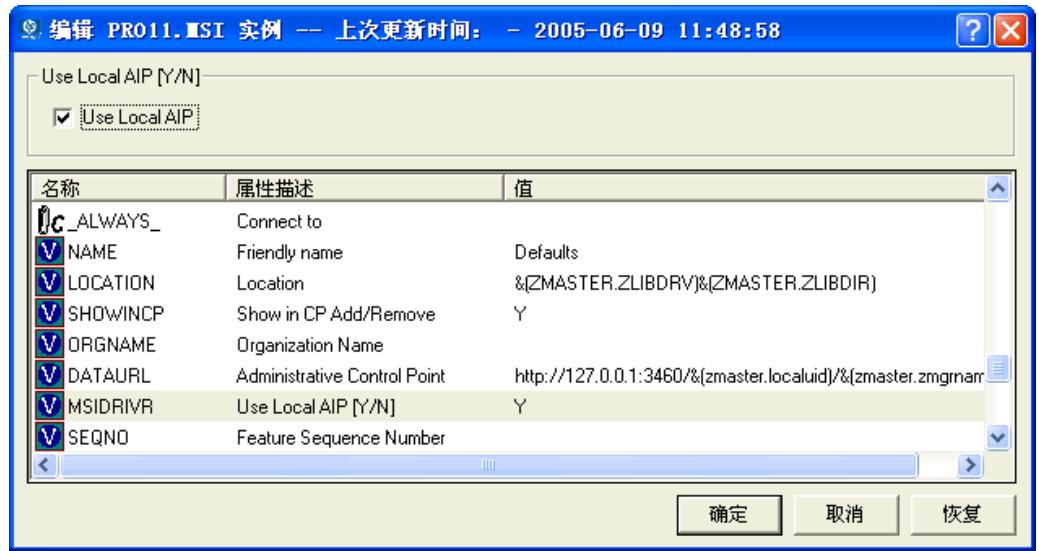 编辑 PRO11.MSI 实例 -- 上次更新时间： - 2005-06-09 11:48:58
Use Local AIP [Y/N]
Use Local AIP
名称 属性描述 值
_ALWAYS_ Connect to
V NAME Friendly name Defaults
V LOCATION Location &(ZMASTER.ZLIBDRV)&(ZMASTER.ZLIBDIR)
V SHOWINCP Show in CP Add/Remove Y
V ORGNAME Organization Name
V DATAURL Administrative Control Point http://127.0.0.1:3460/&(zmaster.localuid)/&(zmaster.zmgrnam
V MSIDRIVR Use Local AIP [Y/N] Y
V SEQNO Feature Sequence Number
确定 取消 恢复